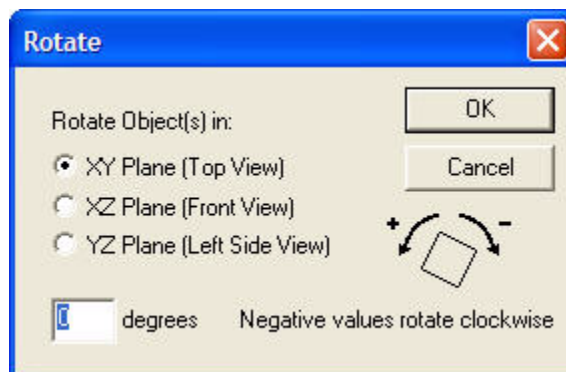 Rotate
Rotate Object(s) in:
OK
XY Plane (Top View)
Cancel
XZ Plane (Front View)
YZ Plane (Left Side View)
+ -
0 degrees Negative values rotate clockwise